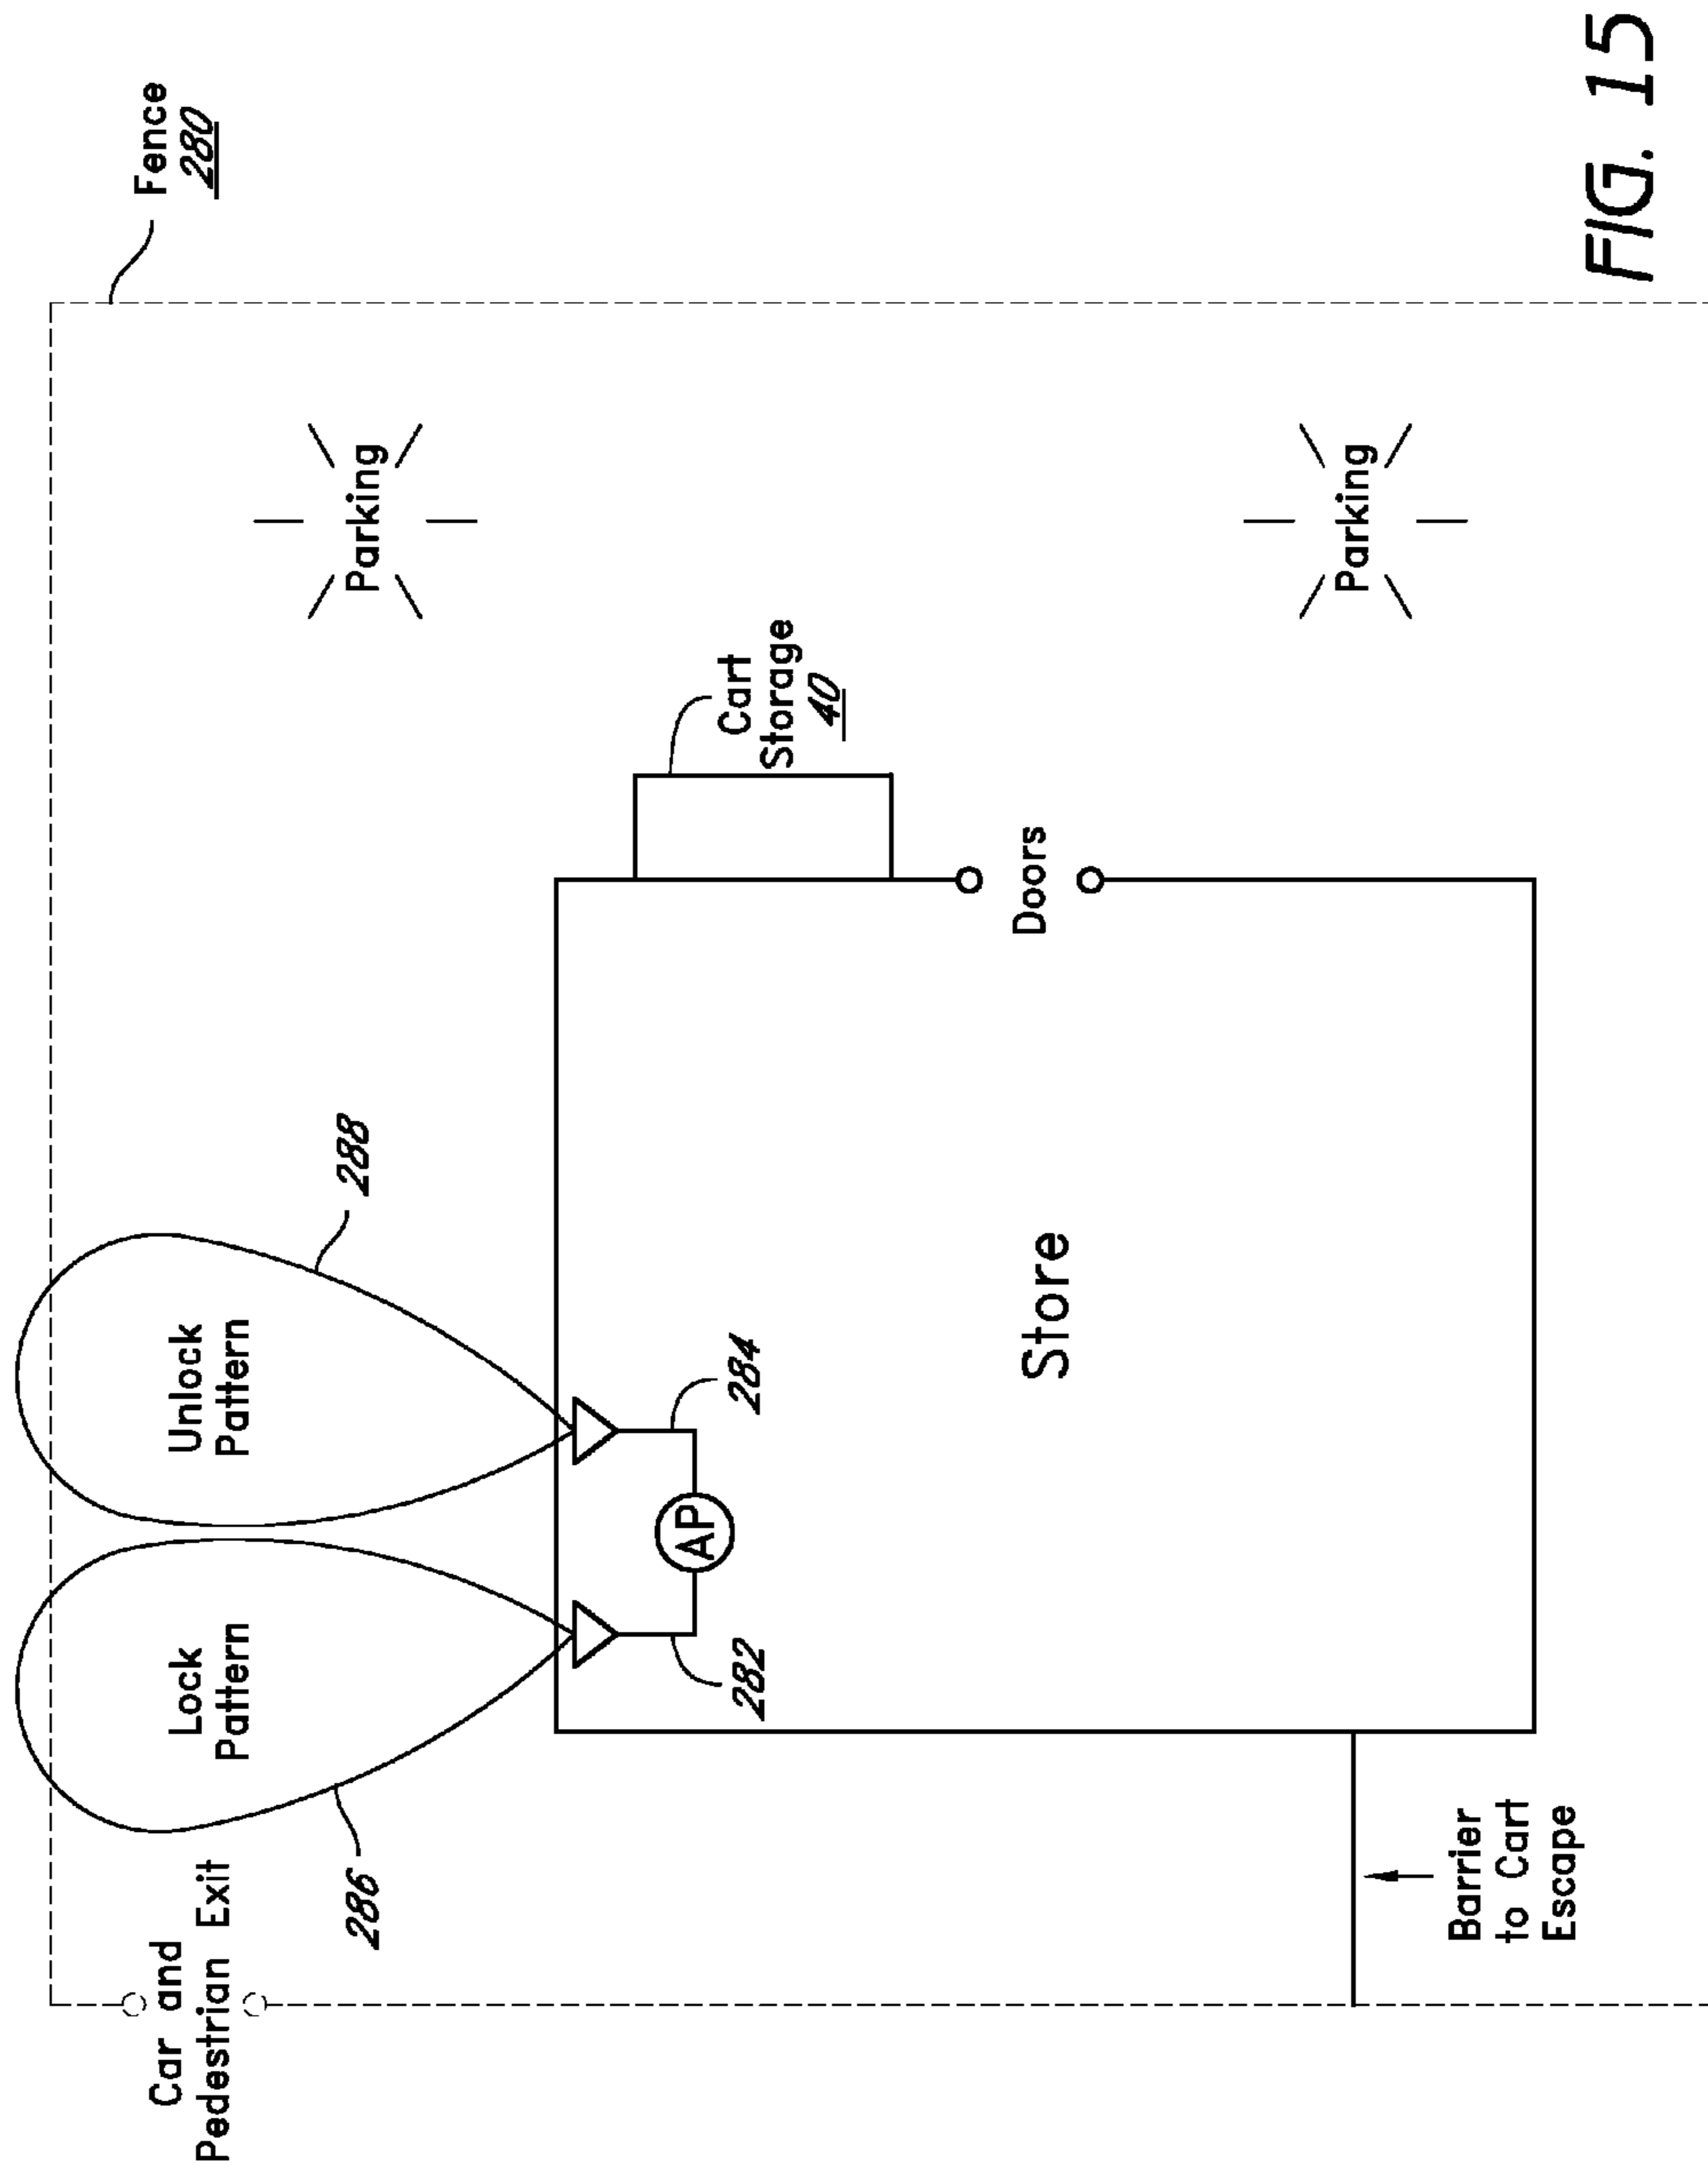 Car and
Pedestrian Exit
Lock
Pattern
286
Unlock
Pattern
288
Fence
280
Parking
282
284
AP
Cart
Storage
40
Store
Doors
Parking
Barrier
to Cart
Escape
FIG. 15